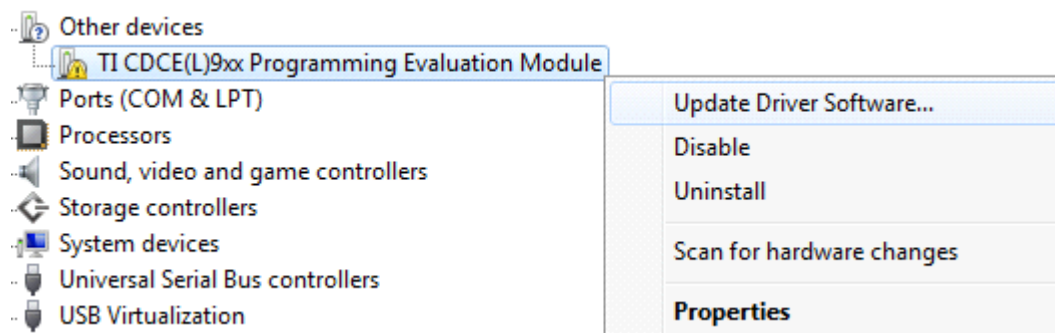 Other devices
TI CDCE(L)9xx Programming Evaluation Module
Ports (COM & LPT)
Processors
Sound, video and game controllers
Storage controllers
System devices
Universal Serial Bus controllers
USB Virtualization
Update Driver Software...
Disable
Uninstall
Scan for hardware changes
Properties